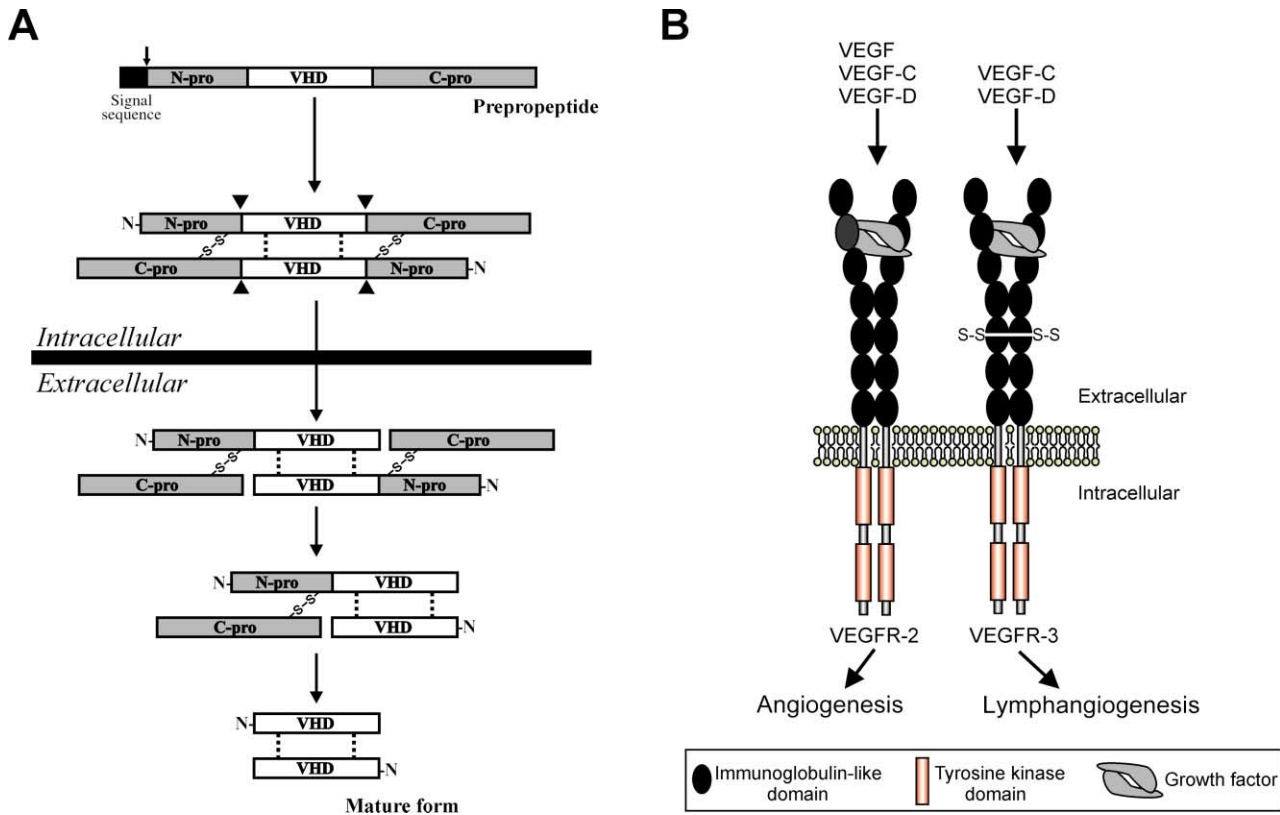 A
N-pro VHD C-pro
Signal
sequence
Prepropeptide
N- N-pro VHD C-pro
-S-S- -S-S-
C-pro VHD N-pro -N
Intracellular
Extracellular
N- N-pro VHD C-pro
-S-S- -S-S-
C-pro VHD N-pro -N
N- N-pro VHD
-S-S-
C-pro VHD -N
N- VHD
VHD -N
Mature form
B
VEGF
VEGF-C
VEGF-D
VEGF-C
VEGF-D
S-S S-S
Extracellular
Intracellular
VEGFR-2 VEGFR-3
Angiogenesis Lymphangiogenesis
Immunoglobulin-like
domain
Tyrosine kinase
domain
Growth factor